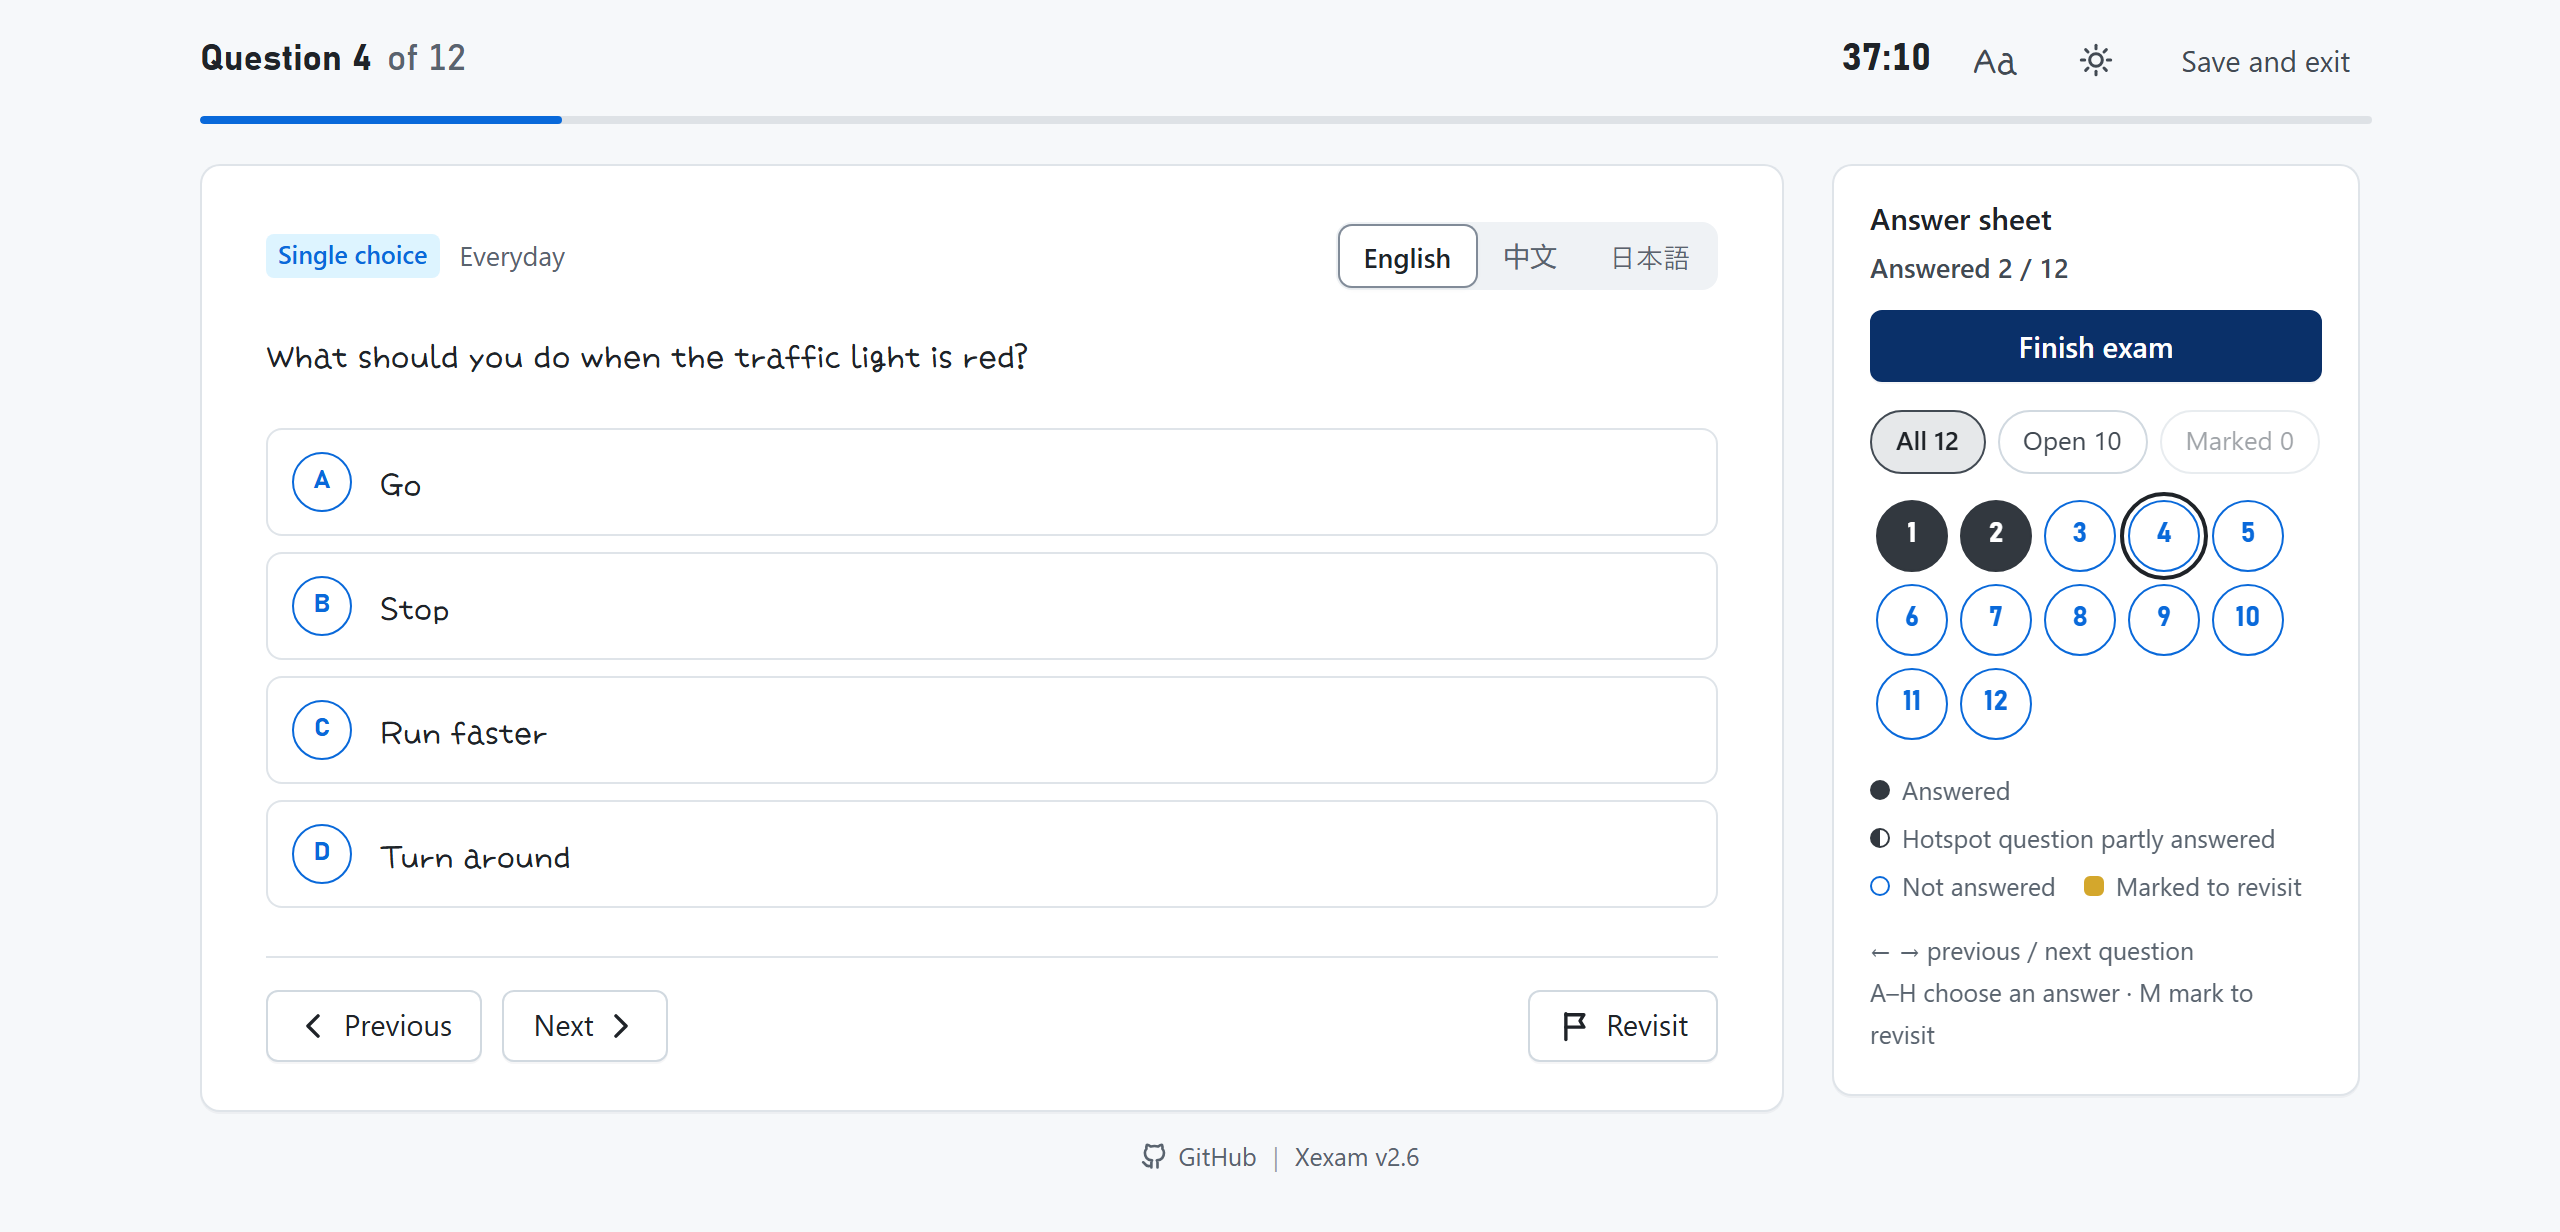 Question 4 of 12
37:10 Aa Save and exit
Single choice Everyday
English 中文 日本語
What should you do when the traffic light is red?
A Go
B Stop
C Run faster
D Turn around
Previous Next Revisit
Answer sheet
Answered 2 / 12
Finish exam
All 12 Open 10 Marked 0
1 2 3 4 5
6 7 8 9 10
11 12
Answered
Hotspot question partly answered
Not answered Marked to revisit
← → previous / next question
A–H choose an answer · M mark to
revisit
GitHub | Xexam v2.6